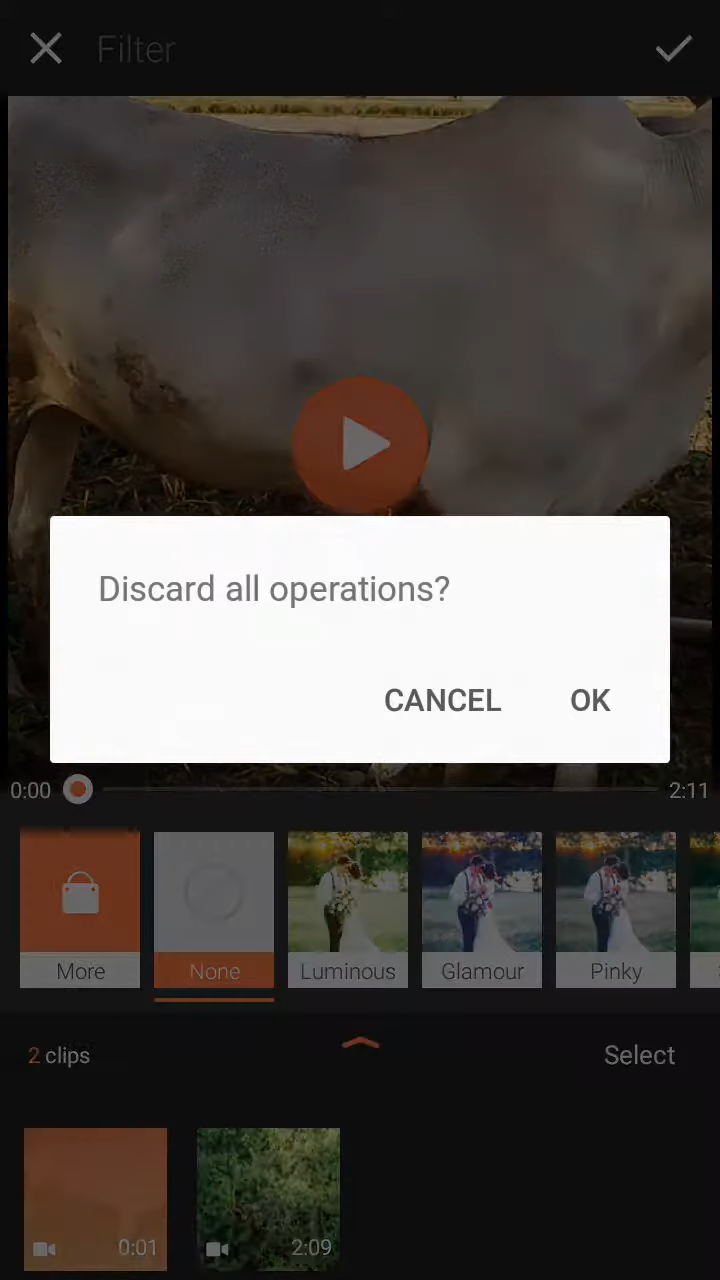 Filter
Discard all operations?
CANCEL OK
0:00 2:11
More None Luminous Glamour Pinky
2 clips Select
0:01 2:09